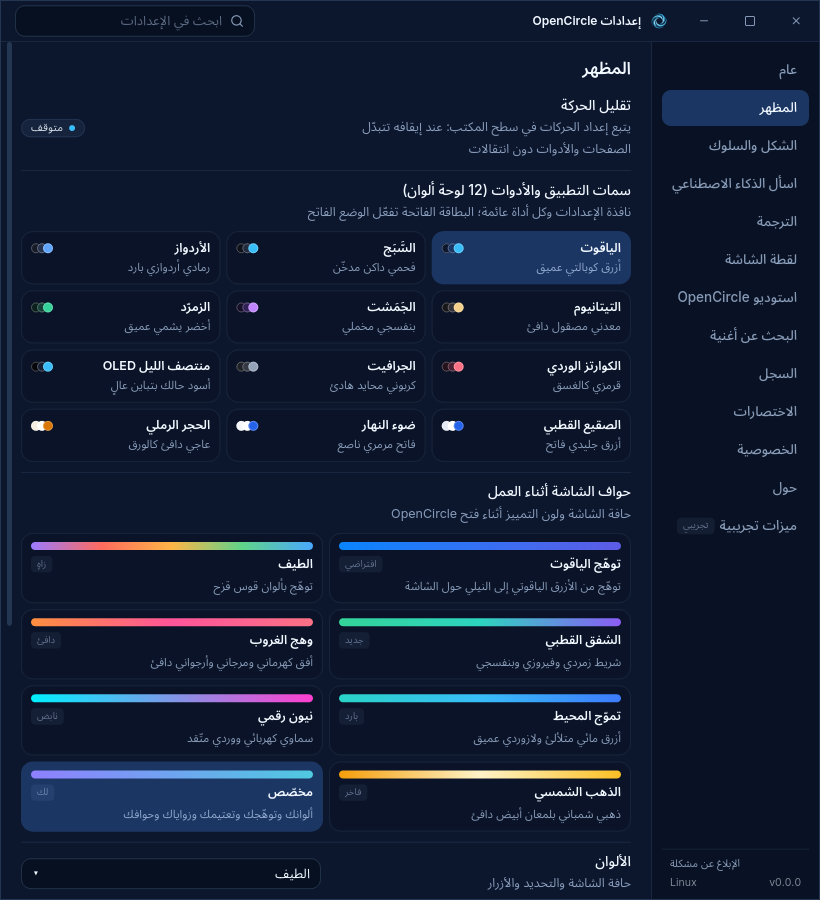 إعدادات OpenCircle
ابحث في الإعدادات
عام
المظهر
الشكل والسلوك
اسأل الذكاء الاصطناعي
الترجمة
لقطة الشاشة
استوديو OpenCircle
البحث عن أغنية
السجل
الاختصارات
الخصوصية
حول
ميزات تجريبية تجريبي
الإبلاغ عن مشكلة
v0.0.0 Linux
المظهر
تقليل الحركة
يتبع إعداد الحركات في سطح المكتب: عند إيقافه تتبدّل
الصفحات والأدوات دون انتقالات
متوقف
سمات التطبيق والأدوات (12 لوحة ألوان)
نافذة الإعدادات وكل أداة عائمة؛ البطاقة الفاتحة تفعّل الوضع الفاتح
الياقوت
أزرق كوبالتي عميق
السَّبَج
فحمي داكن مدخّن
الأردواز
رمادي أردوازي بارد
التيتانيوم
معدني مصقول دافئ
الجَمَشت
بنفسجي مخملي
الزمرّد
أخضر يشمي عميق
الكوارتز الوردي
قرمزي كالغسق
الجرافيت
كربوني محايد هادئ
منتصف الليل OLED
أسود حالك بتباين عالٍ
الصقيع القطبي
أزرق جليدي فاتح
ضوء النهار
فاتح مرمري ناصع
الحجر الرملي
عاجي دافئ كالورق
حواف الشاشة أثناء العمل
حافة الشاشة ولون التمييز أثناء فتح OpenCircle
توهّج الياقوت افتراضي
توهّج من الأزرق الياقوتي إلى النيلي حول الشاشة
الطيف زاهٍ
توهّج بألوان قوس قزح
الشفق القطبي جديد
شريط زمردي وفيروزي وبنفسجي
وهج الغروب دافئ
أفق كهرماني ومرجاني وأرجواني دافئ
تموّج المحيط بارد
أزرق مائي متلألئ ولازوردي عميق
نيون رقمي نابض
سماوي كهربائي ووردي متّقد
الذهب الشمسي فاخر
ذهبي شمباني بلمعان أبيض دافئ
مخصّص لك
ألوانك وتوهّجك وتعتيمك وزواياك وحوافك
الألوان
حافة الشاشة والتحديد والأزرار
الطيف